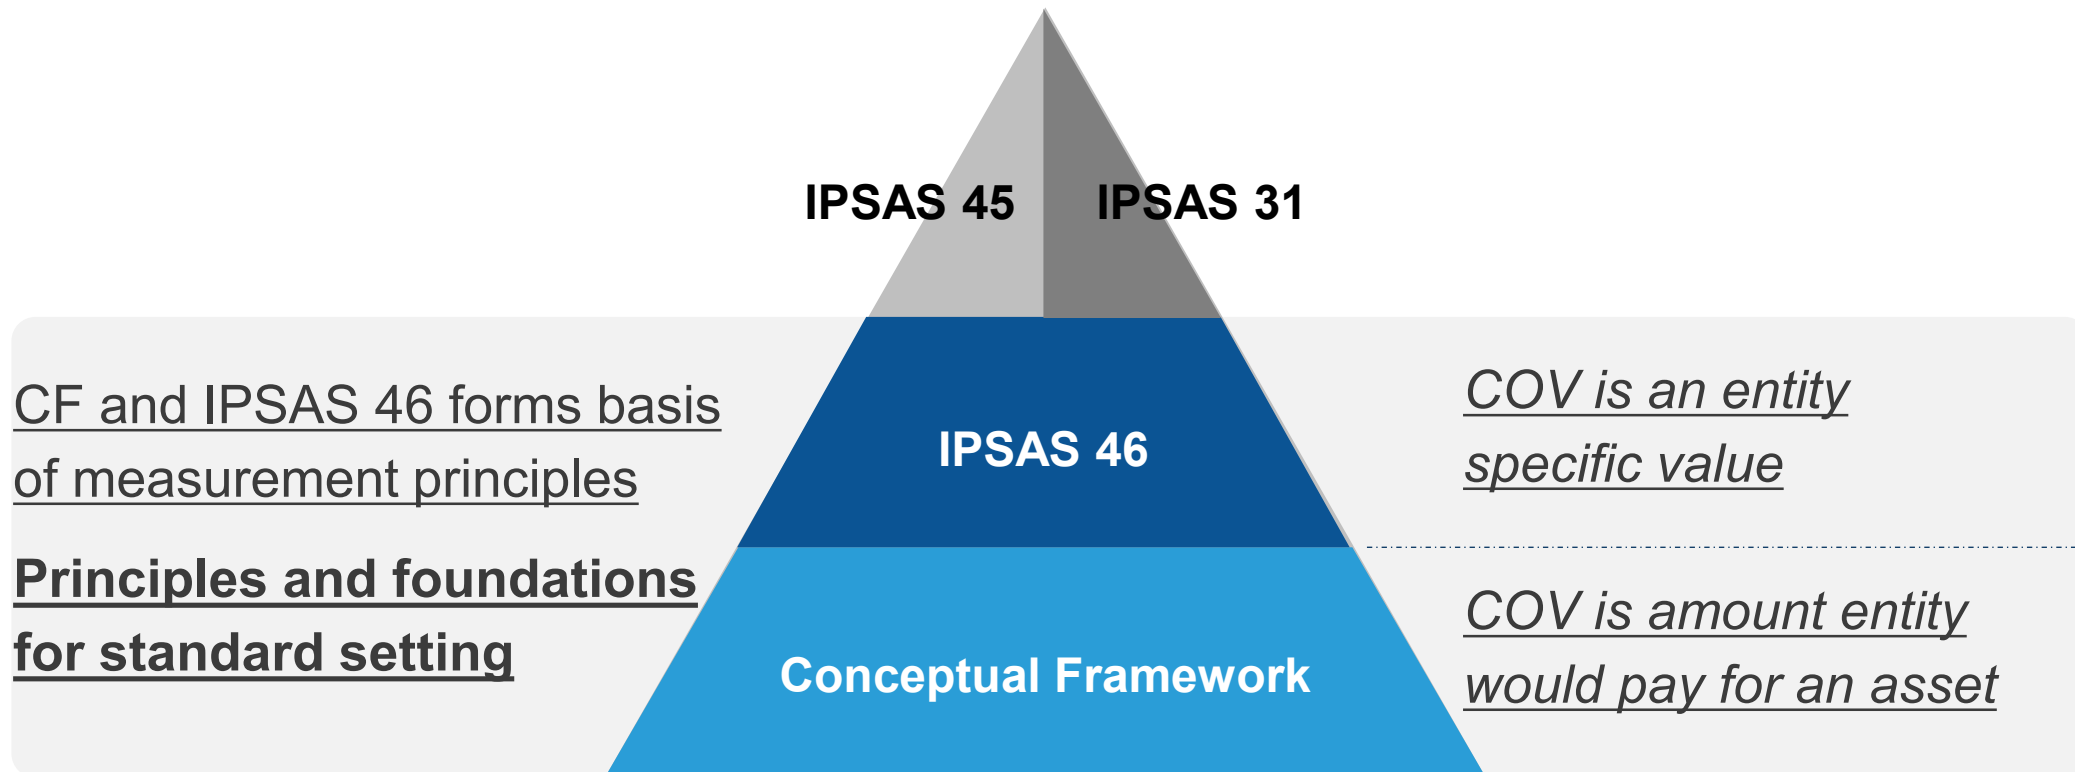 IPSAS 45
IPSAS 31
CF and IPSAS 46 forms basis
of measurement principles
Principles and foundations
for standard setting
IPSAS 46
Conceptual Framework
COV is an entity
specific value
COV is amount entity
would pay for an asset